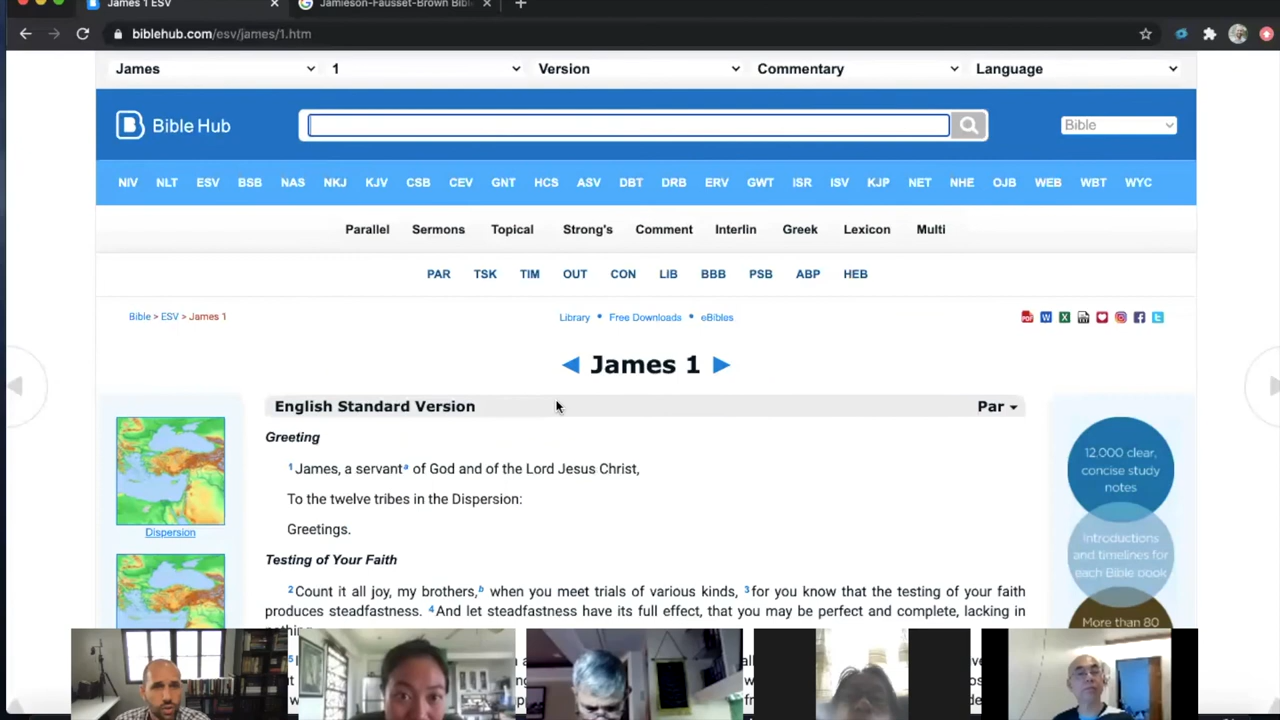 James 1 ESV
Jamieson-Fausset-Brown Bibl
biblehub.com/esv/james/1.htm
James 1 Version Commentary Language
Bible Hub Bible
NIV NLT ESV BSB NAS NKJ KJV CSB CEV GNT HCS ASV DBT DRB ERV GWT ISR ISV KJP NET NHE OJB WEB WBT WYC
Parallel Sermons Topical Strong's Comment Interlin Greek Lexicon Multi
PAR TSK TIM OUT CON LIB BBB PSB ABP HEB
Bible > ESV > James 1
Library • Free Downloads • eBibles
◄ James 1 ►
English Standard Version Par
Greeting
1James, a servant a of God and of the Lord Jesus Christ,
To the twelve tribes in the Dispersion:
Greetings.
Testing of Your Faith
2Count it all joy, my brothers,b when you meet trials of various kinds, 3for you know that the testing of your faith
produces steadfastness. 4And let steadfastness have its full effect, that you may be perfect and complete, lacking in
Dispersion
12,000 clear,
concise study
notes
Introductions
and timelines for
each Bible book
More than 80